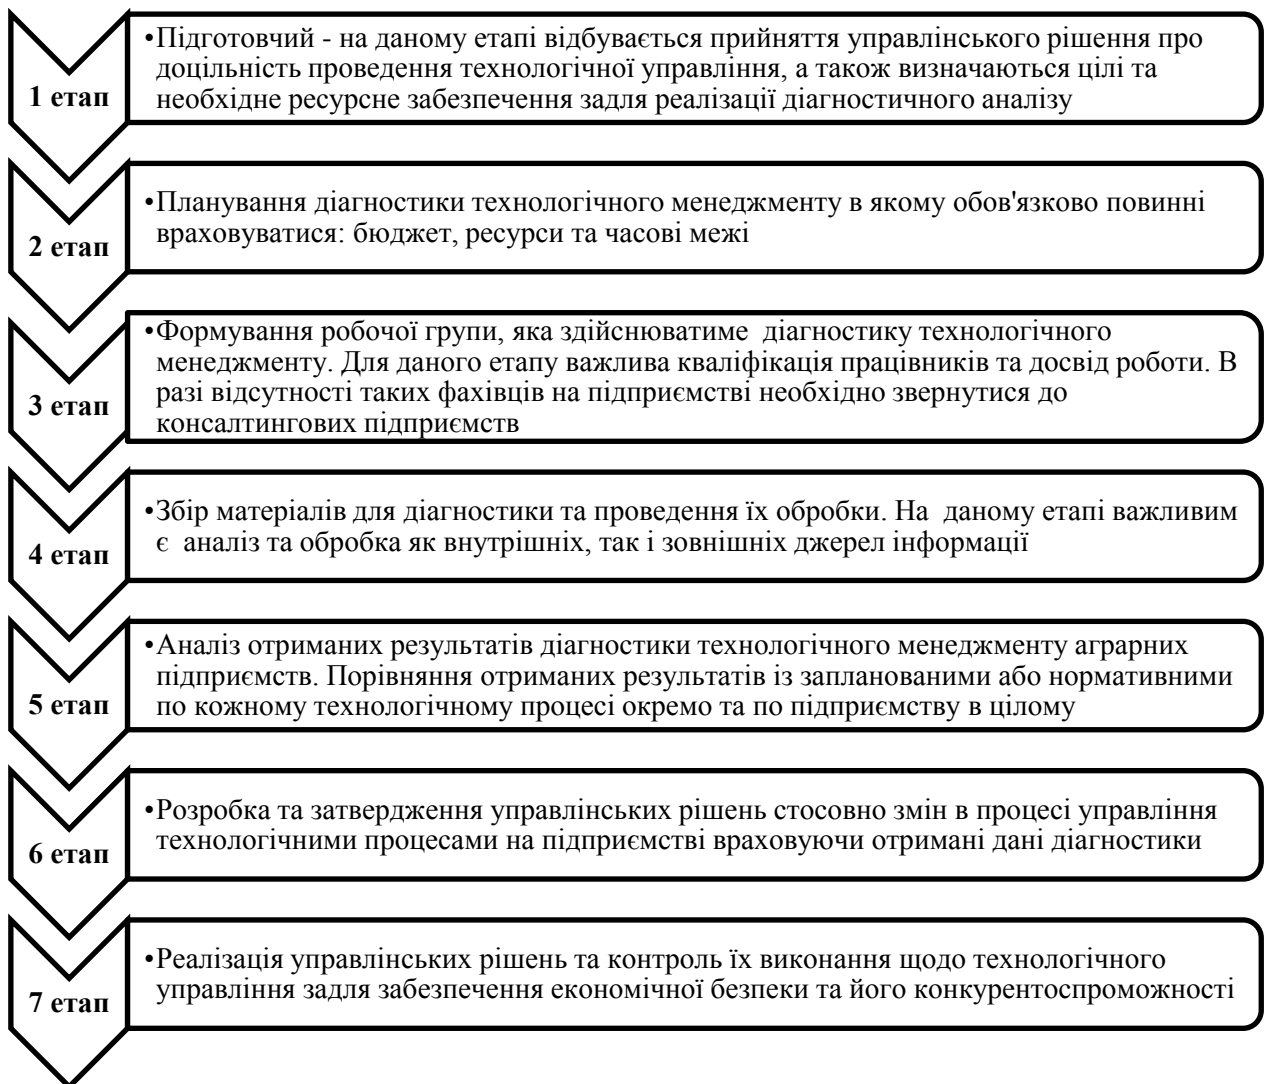 1 етап
•Підготовчий - на даному етапі відбувається прийняття управлінського рішення про
доцільність проведення технологічної управління, а також визначаються цілі та
необхідне ресурсне забезпечення задля реалізації діагностичного аналізу
2 етап
•Планування діагностики технологічного менеджменту в якому обов'язково повинні
враховуватися: бюджет, ресурси та часові межі
3 етап
•Формування робочої групи, яка здійснюватиме діагностику технологічного
менеджменту. Для даного етапу важлива кваліфікація працівників та досвід роботи. В
разі відсутності таких фахівців на підприємстві необхідно звернутися до
консалтингових підприємств
4 етап
•Збір матеріалів для діагностики та проведення їх обробки. На даному етапі важливим
є аналіз та обробка як внутрішніх, так і зовнішніх джерел інформації
5 етап
•Аналіз отриманих результатів діагностики технологічного менеджменту аграрних
підприємств. Порівняння отриманих результатів із запланованими або нормативними
по кожному технологічному процесі окремо та по підприємству в цілому
6 етап
•Розробка та затвердження управлінських рішень стосовно змін в процесі управління
технологічними процесами на підприємстві враховуючи отримані дані діагностики
7 етап
•Реалізація управлінських рішень та контроль їх виконання щодо технологічного
управління задля забезпечення економічної безпеки та його конкурентоспроможності